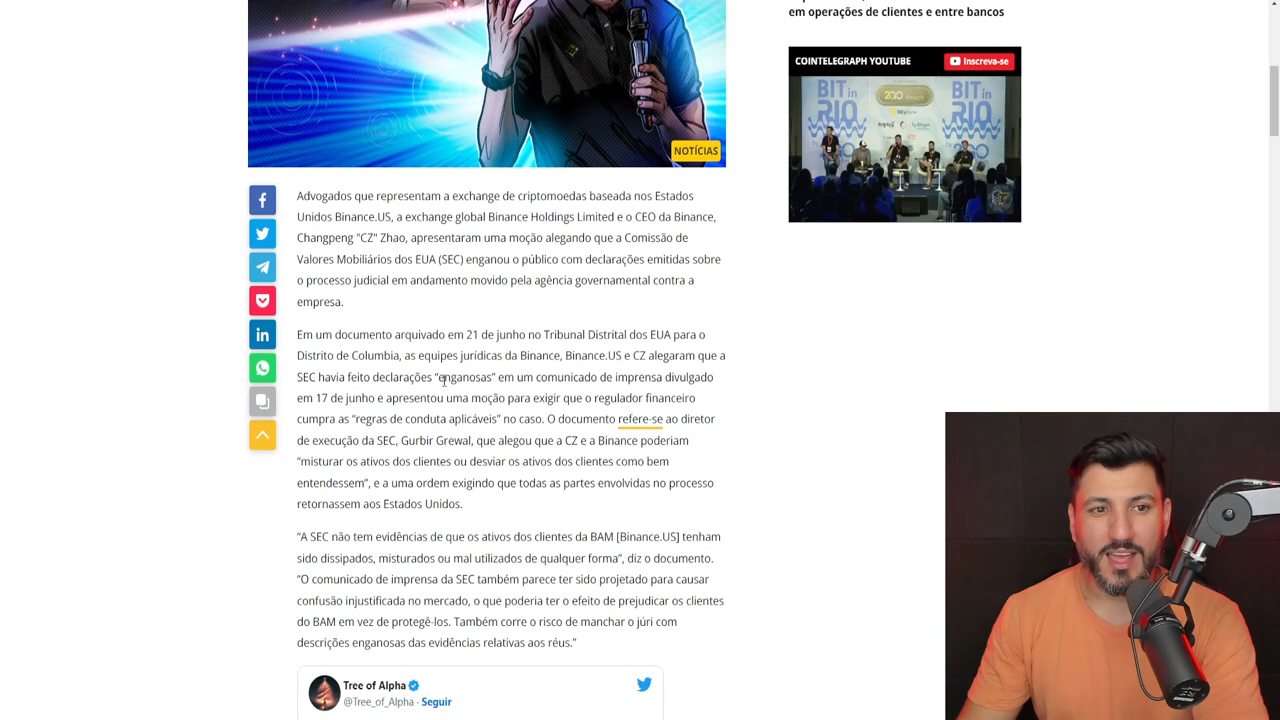 em operações de clientes e entre bancos
COINTELEGRAPH YOUTUBE
Inscreva-se
BIT in
RIO
2GO
BIT in
RIO
NOTÍCIAS
Advogados que representam a exchange de criptomoedas baseada nos Estados
Unidos Binance.US, a exchange global Binance Holdings Limited e o CEO da Binance,
Changpeng "CZ" Zhao, apresentaram uma moção alegando que a Comissão de
Valores Mobiliários dos EUA (SEC) enganou o público com declarações emitidas sobre
o processo judicial em andamento movido pela agência governamental contra a
empresa.
Em um documento arquivado em 21 de junho no Tribunal Distrital dos EUA para o
Distrito de Columbia, as equipes jurídicas da Binance, Binance.US e CZ alegaram que a
SEC havia feito declarações “enganosas” em um comunicado de imprensa divulgado
em 17 de junho e apresentou uma moção para exigir que o regulador financeiro
cumpra as “regras de conduta aplicáveis” no caso. O documento refere-se ao diretor
de execução da SEC, Gurbir Grewal, que alegou que a CZ e a Binance poderiam
“misturar os ativos dos clientes ou desviar os ativos dos clientes como bem
entendessem”, e a uma ordem exigindo que todas as partes envolvidas no processo
retornassem aos Estados Unidos.
“A SEC não tem evidências de que os ativos dos clientes da BAM [Binance.US] tenham
sido dissipados, misturados ou mal utilizados de qualquer forma”, diz o documento.
“O comunicado de imprensa da SEC também parece ter sido projetado para causar
confusão injustificada no mercado, o que poderia ter o efeito de prejudicar os clientes
do BAM em vez de protegê-los. Também corre o risco de manchar o júri com
descrições enganosas das evidências relativas aos réus.”
Tree of Alpha
@Tree_of_Alpha · Seguir